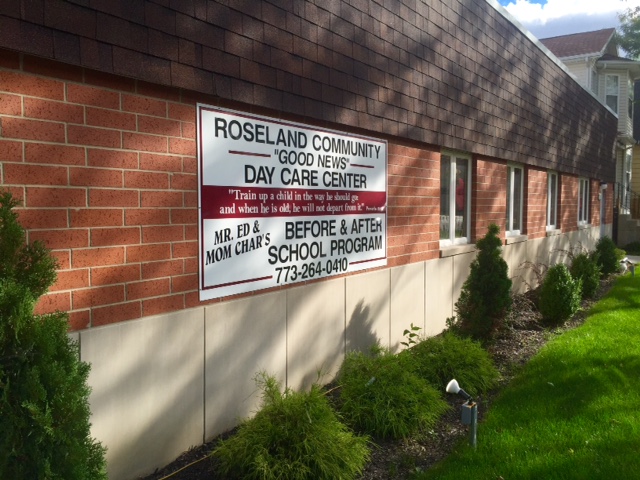 ROSELAND COMMUNITY
"GOOD NEWS"
DAY CARE CENTER
"Train up a child in the way he should go
and when he is old, he will not depart from it."
MR. ED &
MOM CHAR'S
BEFORE & AFTER
SCHOOL PROGRAM
773-264-0410